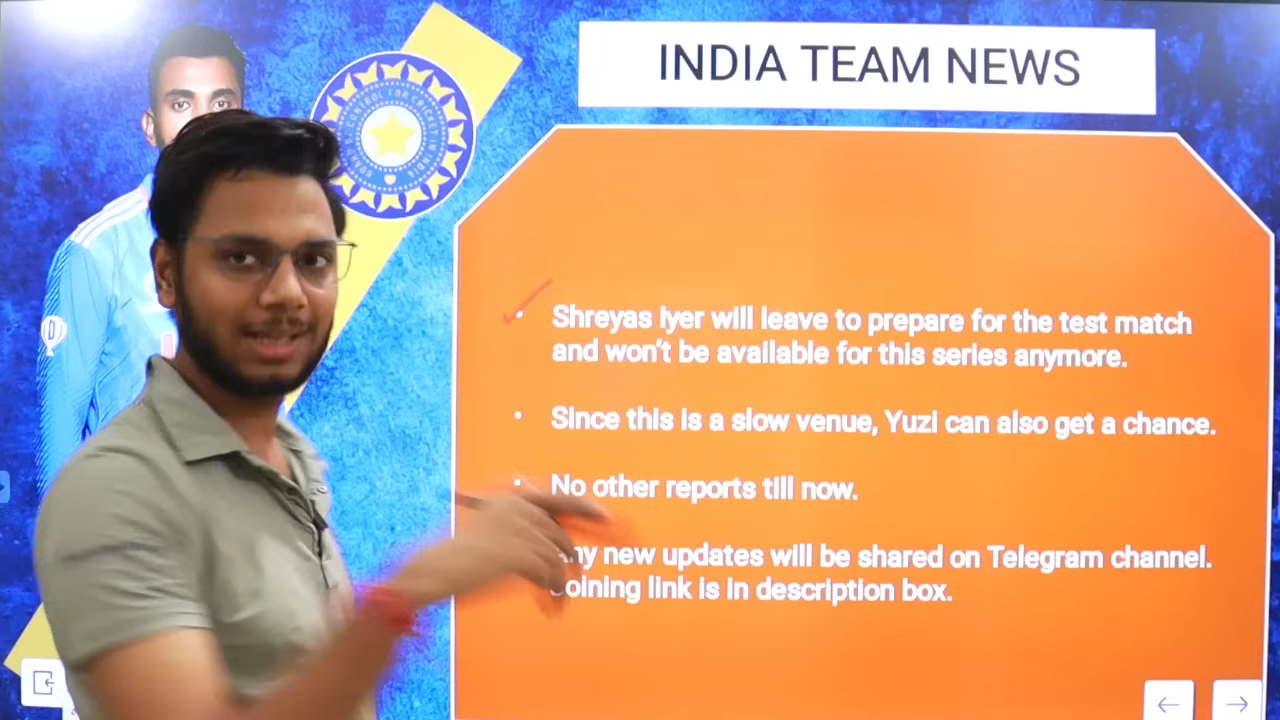 INDIA TEAM NEWS
Shreyas Iyer will leave to prepare for the test match
and won't be available for this series anymore.
Since this is a slow venue, Yuzi can also get a chance.
No other reports till now.
new updates will be shared on Telegram channel.
link is in description box.